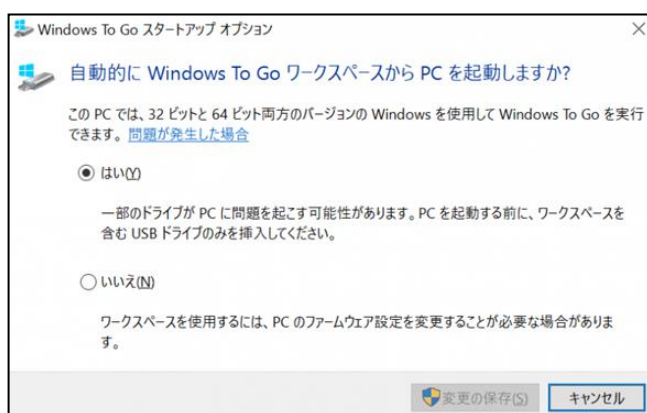 Windows To Go スタートアップ オプション
自動的に Windows To Go ワークスペースから PC を起動しますか?
この PC では、32 ビットと 64 ビット両方のバージョンの Windows を使用して Windows To Go を実行
できます。 問題が発生した場合
はい(Y)
一部のドライブが PC に問題を起こす可能性があります。PC を起動する前に、ワークスペースを
含む USB ドライブのみを挿入してください。
いいえ(N)
ワークスペースを使用するには、PC のファームウェア設定を変更することが必要な場合がありま
す。
変更の保存(S) キャンセル